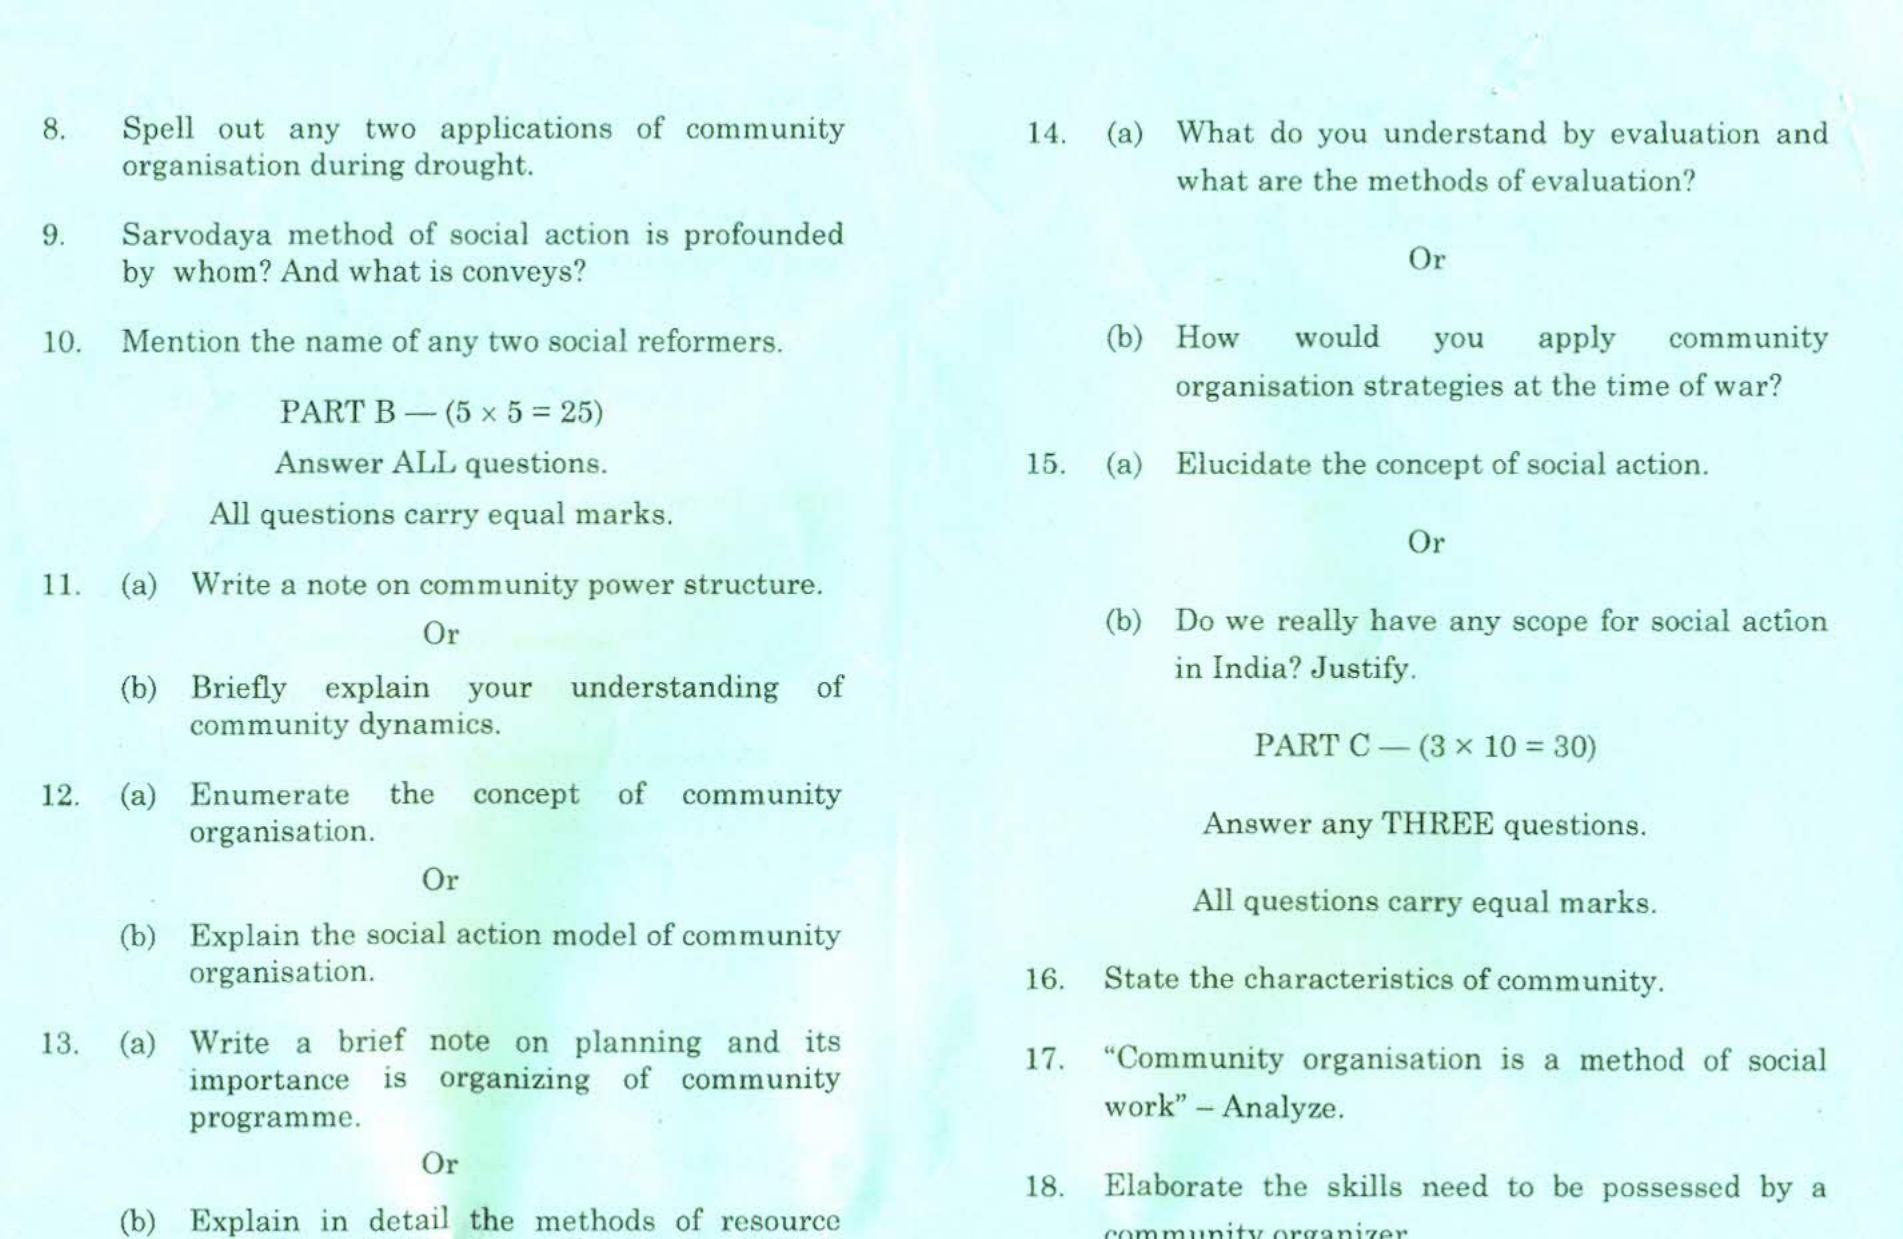 8. Spell out any two applications of community
organisation during drought.
9. Sarvodaya method of social action is profounded
by whom? And what is conveys?
10. Mention the name of any two social reformers.
PART B — (5 × 5 = 25)
Answer ALL questions.
All questions carry equal marks.
11. (a) Write a note on community power structure.
Or
(b) Briefly explain your understanding of
community dynamics.
12. (a) Enumerate the concept of community
organisation.
Or
(b) Explain the social action model of community
organisation.
13. (a) Write a brief note on planning and its
importance is organizing of community
programme.
Or
(b) Explain in detail the methods of resource
14. (a) What do you understand by evaluation and
what are the methods of evaluation?
Or
(b) How would you apply community
organisation strategies at the time of war?
15. (a) Elucidate the concept of social action.
Or
(b) Do we really have any scope for social action
in India? Justify.
PART C — (3 × 10 = 30)
Answer any THREE questions.
All questions carry equal marks.
16. State the characteristics of community.
17. “Community organisation is a method of social
work” – Analyze.
18. Elaborate the skills need to be possessed by a
community organizer